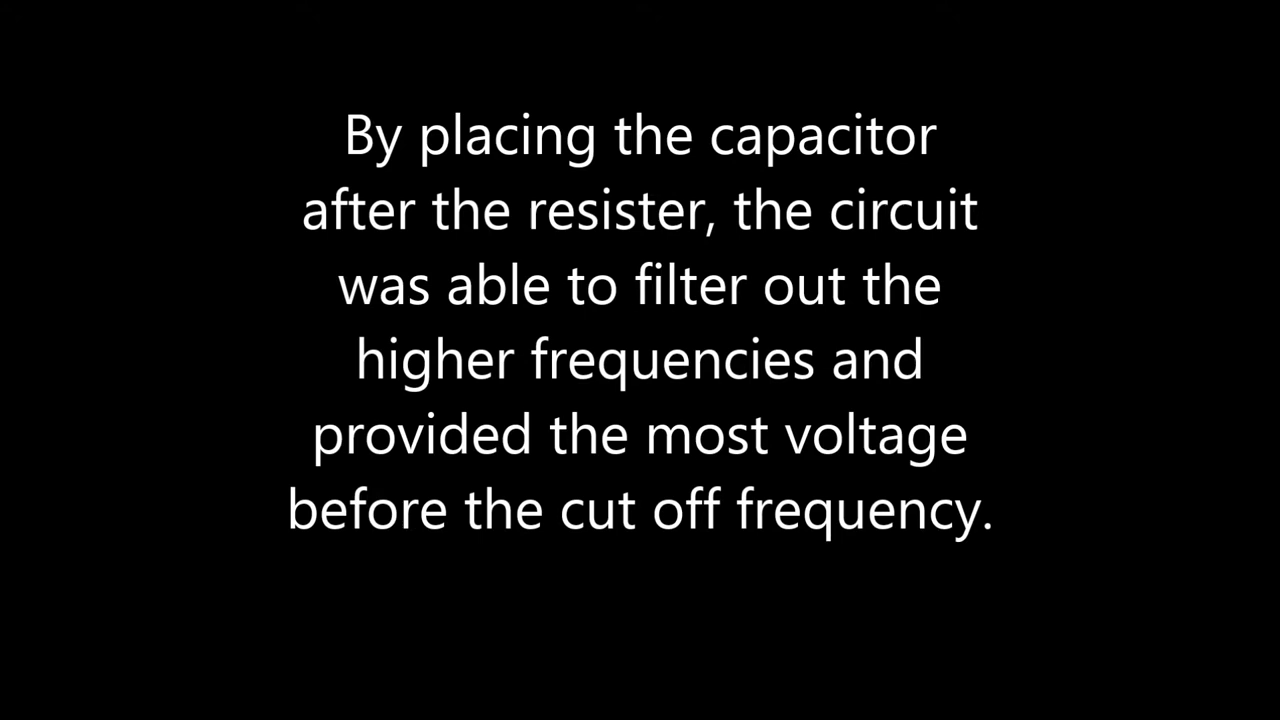 By placing the capacitor
after the resister, the circuit
was able to filter out the
higher frequencies and
provided the most voltage
before the cut off frequency.